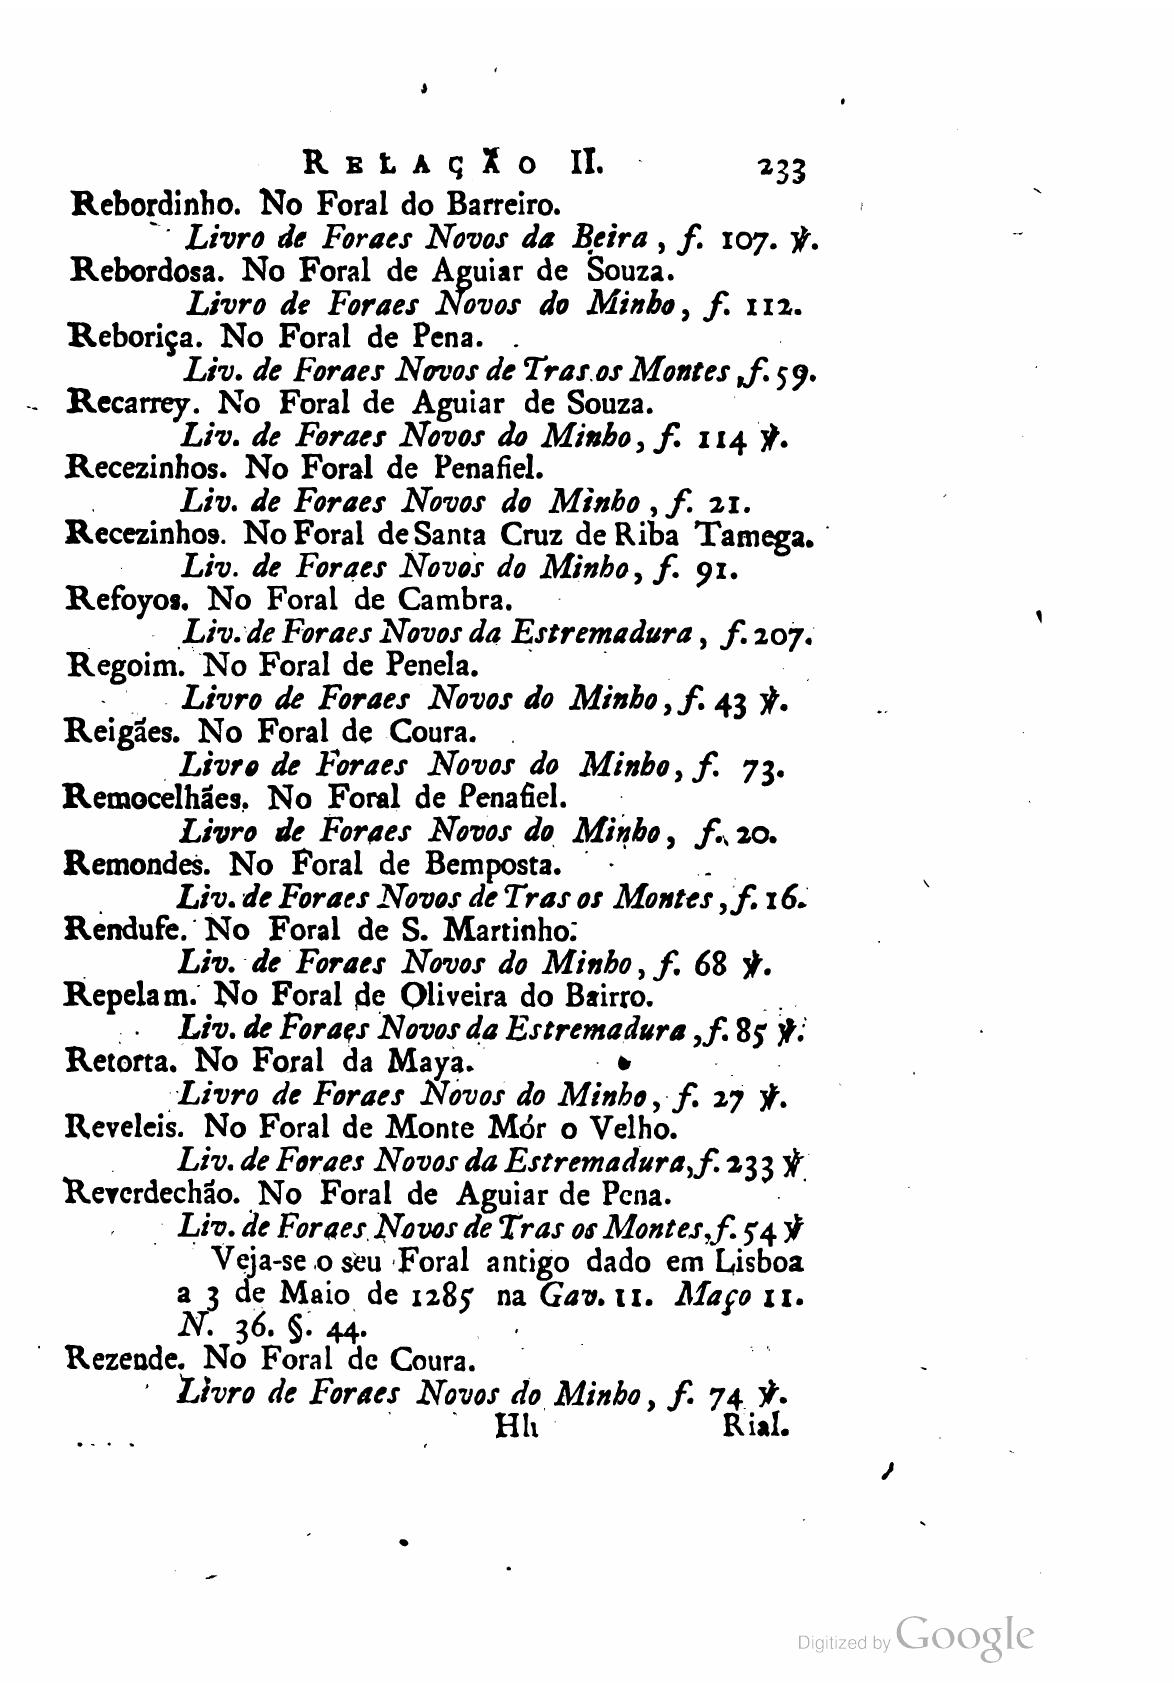 RELAÇÃO II. 233
Rebordinho. No Foral do Barreiro.
Livro de Foraes Novos da Beira, f. 107. ℣.
Rebordosa. No Foral de Aguiar de Souza.
Livro de Foraes Novos do Minho, f. 112.
Reboriça. No Foral de Pena.
Liv. de Foraes Novos de Tras os Montes, f. 59.
Recarrey. No Foral de Aguiar de Souza.
Liv. de Foraes Novos do Minho, f. 114 ℣.
Recezinhos. No Foral de Penafiel.
Liv. de Foraes Novos do Minho, f. 21.
Recezinhos. No Foral de Santa Cruz de Riba Tamega.
Liv. de Foraes Novos do Minho, f. 91.
Refoyos. No Foral de Cambra.
Liv. de Foraes Novos da Estremadura, f. 207.
Regoim. No Foral de Penela.
Livro de Foraes Novos do Minho, f. 43 ℣.
Reigães. No Foral de Coura.
Livro de Foraes Novos do Minho, f. 73.
Remocelhães. No Foral de Penafiel.
Livro de Foraes Novos do Minho, f. 20.
Remondes. No Foral de Bemposta.
Liv. de Foraes Novos de Tras os Montes, f. 16.
Rendufe. No Foral de S. Martinho.
Liv. de Foraes Novos do Minho, f. 68 ℣.
Repelam. No Foral de Oliveira do Bairro.
Liv. de Foraes Novos da Estremadura, f. 85 ℣.
Retorta. No Foral da Maya.
Livro de Foraes Novos do Minho, f. 27 ℣.
Reveleis. No Foral de Monte Mór o Velho.
Liv. de Foraes Novos da Estremadura, f. 233 ℣.
Reverdechão. No Foral de Aguiar de Pena.
Liv. de Foraes Novos de Tras os Montes, f. 54 ℣
Veja-se o seu Foral antigo dado em Lisboa
a 3 de Maio de 1285 na Gav. 11. Maço 11.
N. 36. §. 44.
Rezende. No Foral de Coura.
Livro de Foraes Novos do Minho, f. 74 ℣.
Hh Rial.
Digitized by Google